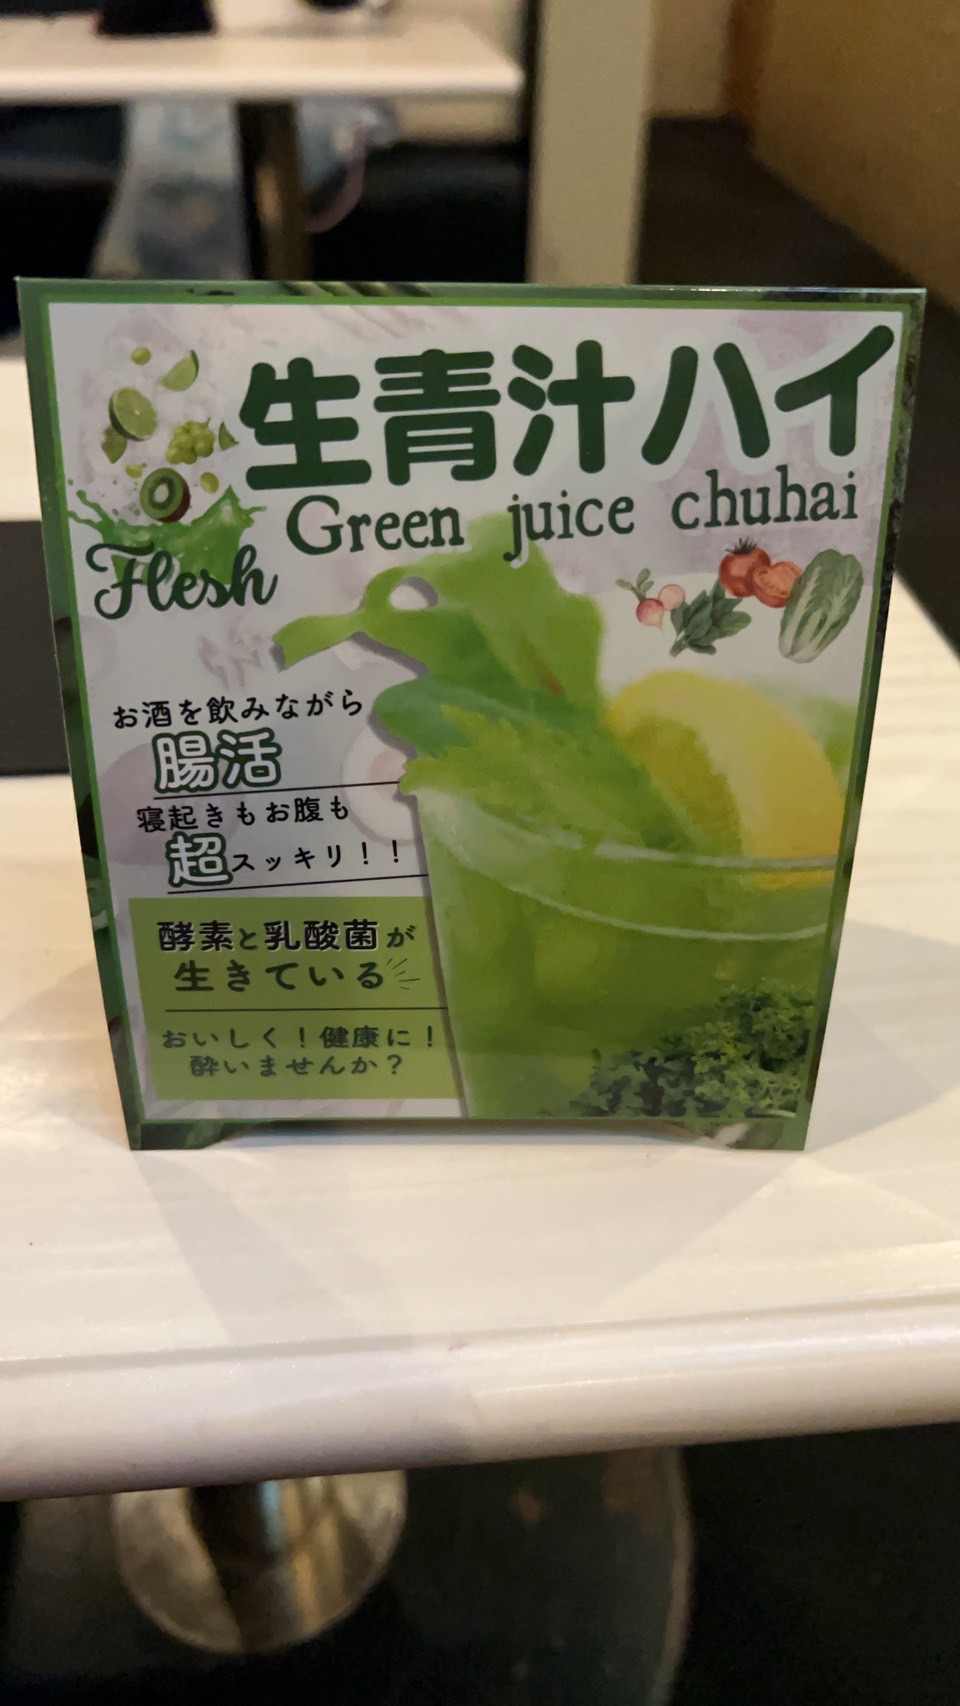 生青汁ハイ
Green juice chuhai
Flesh
お酒を飲みながら
腸活
寝起きもお腹も
超スッキリ！！
酵素と乳酸菌が
生きている
おいしく！健康に！
酔いませんか？